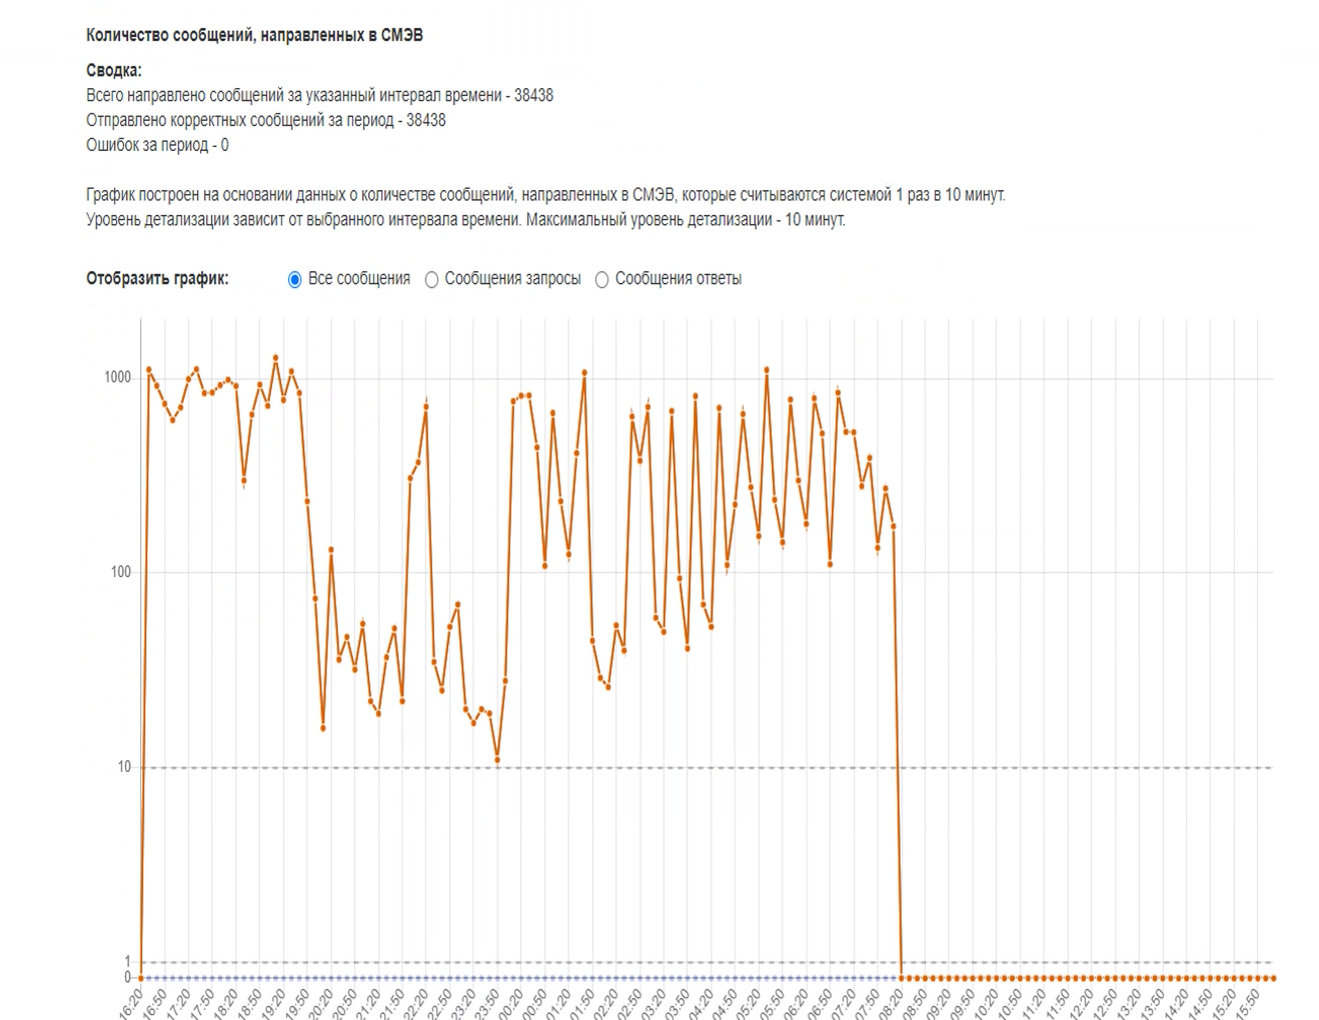 Количество сообщений, направленных в СМЭВ
Сводка:
Всего направлено сообщений за указанный интервал времени - 38438
Отправлено корректных сообщений за период - 38438
Ошибок за период - 0
График построен на основании данных о количестве сообщений, направленных в СМЭВ, которые считываются системой 1 раз в 10 минут.
Уровень детализации зависит от выбранного интервала времени. Максимальный уровень детализации - 10 минут.
Отобразить график: Все сообщения Сообщения запросы Сообщения ответы
1000
100
10
1
0
16:20 16:50 17:20 17:50 18:20 18:50 19:20 19:50 20:20 20:50 21:20 21:50 22:20 22:50 23:20 23:50 00:20 00:50 01:20 01:50 02:20 02:50 03:20 03:50 04:20 04:50 05:20 05:50 06:20 06:50 07:20 07:50 08:20 08:50 09:20 09:50 10:20 10:50 11:20 11:50 12:20 12:50 13:20 13:50 14:20 14:50 15:20 15:50